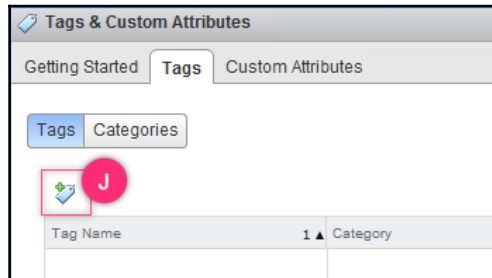 Tags & Custom Attributes
Getting Started Tags Custom Attributes
Tags Categories
J
Tag Name 1 ▲ Category